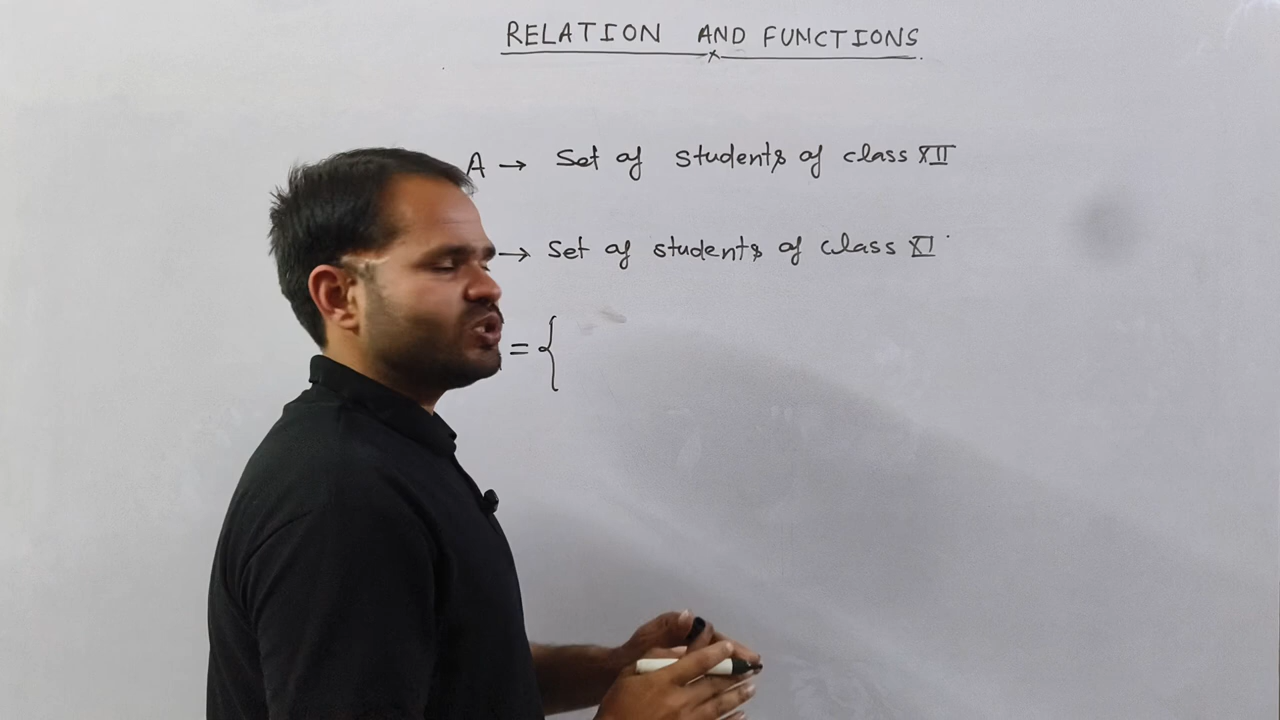 RELATION AND FUNCTIONS.
A → Set of students of class XII
→ Set of students of class XI.
= {